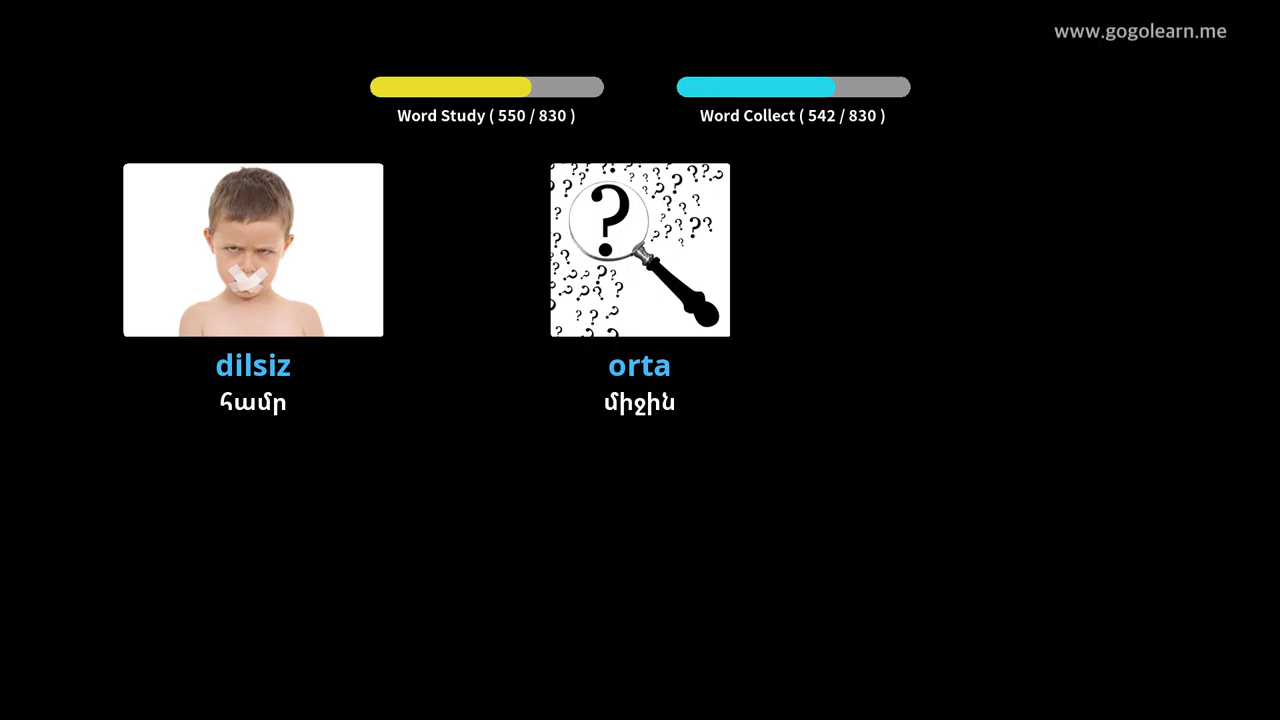 www.gogolearn.me
Word Study ( 550 / 830 )
Word Collect ( 542 / 830 )
dilsiz
համր
orta
միջին